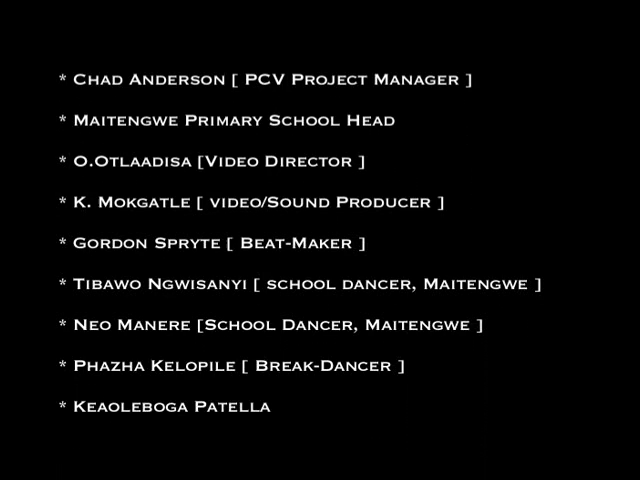 * Chad Anderson [ PCV Project Manager ]
* Maitengwe Primary School Head
* O.Otlaadisa [Video Director ]
* K. Mokgatle [ video/Sound Producer ]
* Gordon Spryte [ Beat-Maker ]
* Tibawo Ngwisanyi [ school dancer, Maitengwe ]
* Neo Manere [School Dancer, Maitengwe ]
* Phazha Kelopile [ Break-Dancer ]
* Keaoleboga Patella